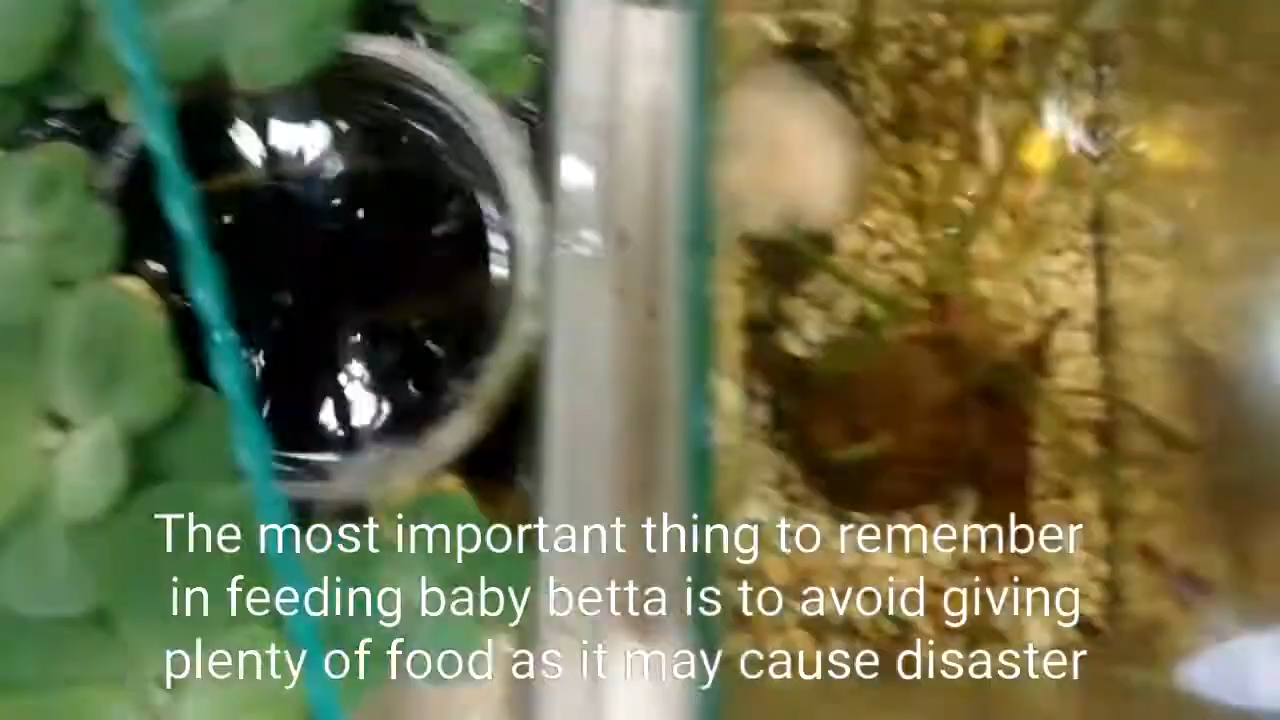 The most important thing to remember
in feeding baby betta is to avoid giving
plenty of food as it may cause disaster